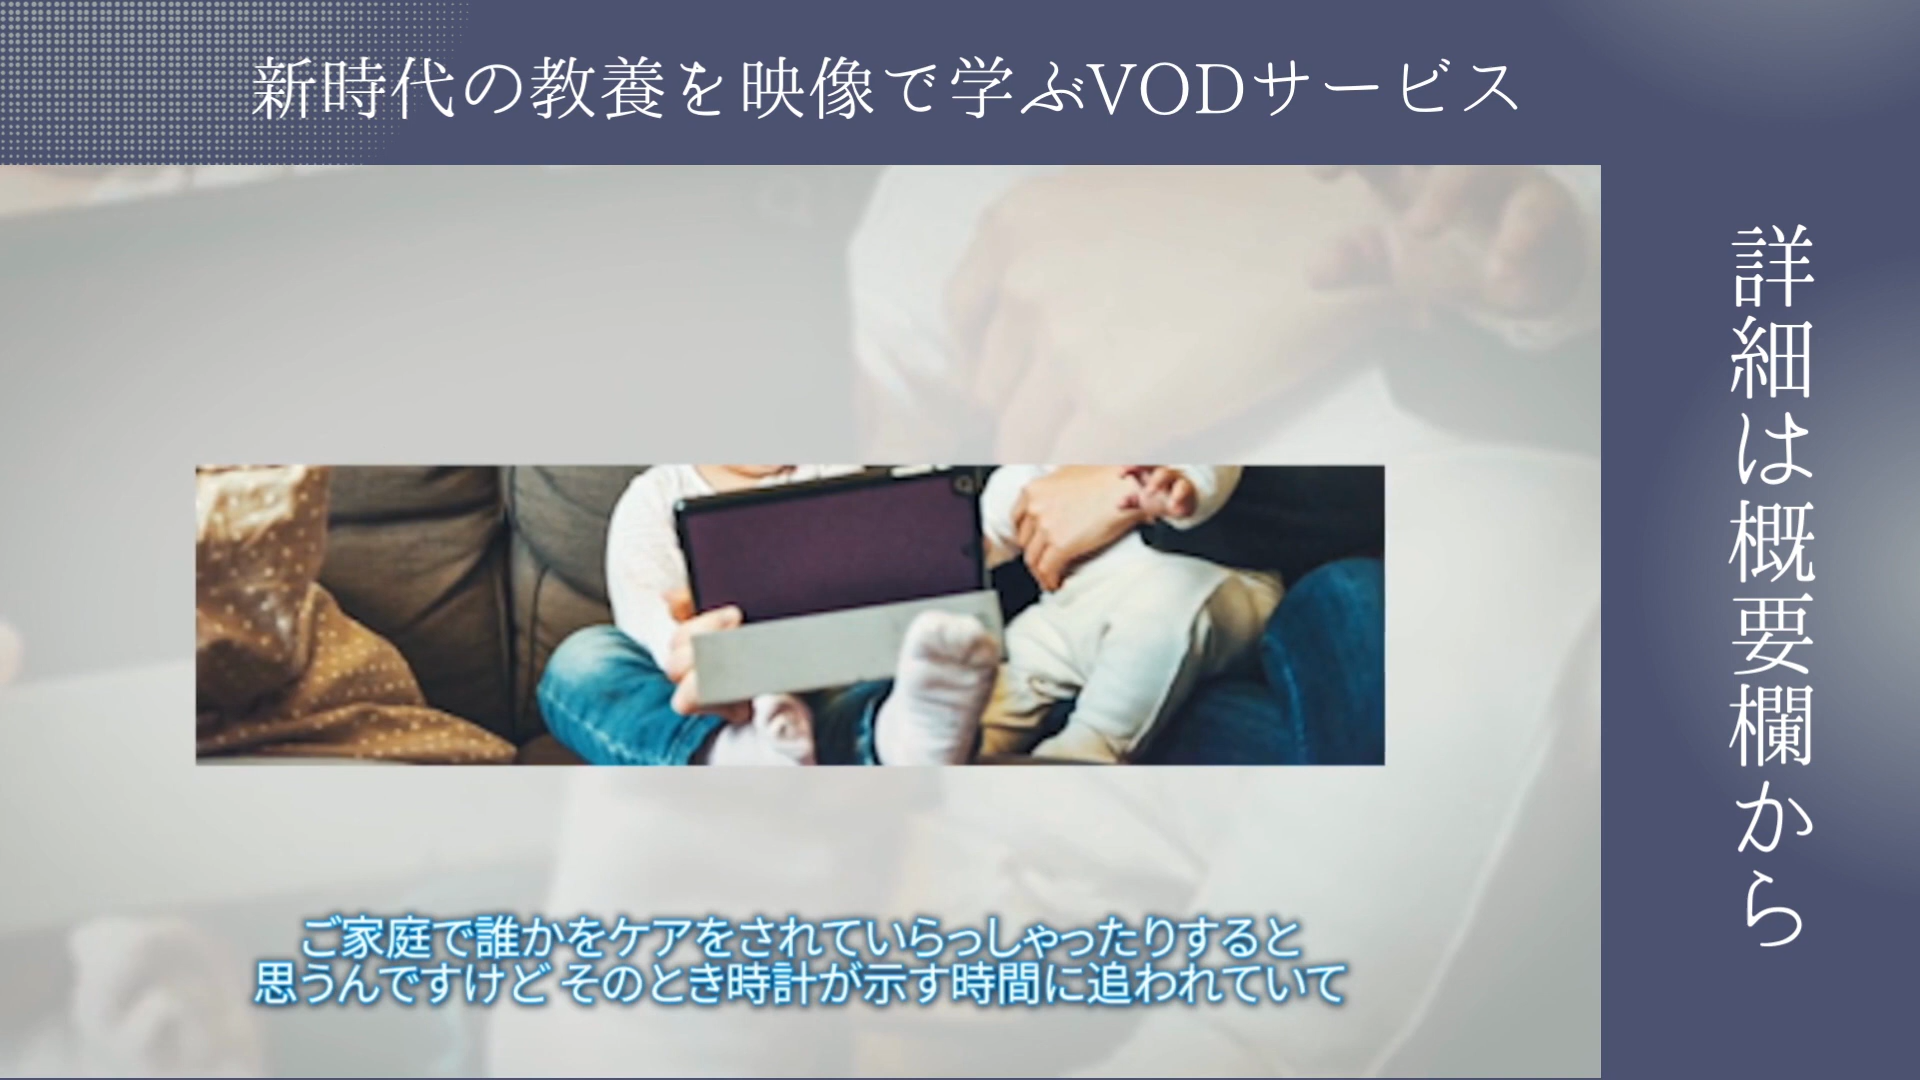 新時代の教養を映像で学ぶVODサービス
詳細は概要欄から
ご家庭で誰かをケアをされていらっしゃったりすると
思うんですけど そのとき時計が示す時間に追われていて